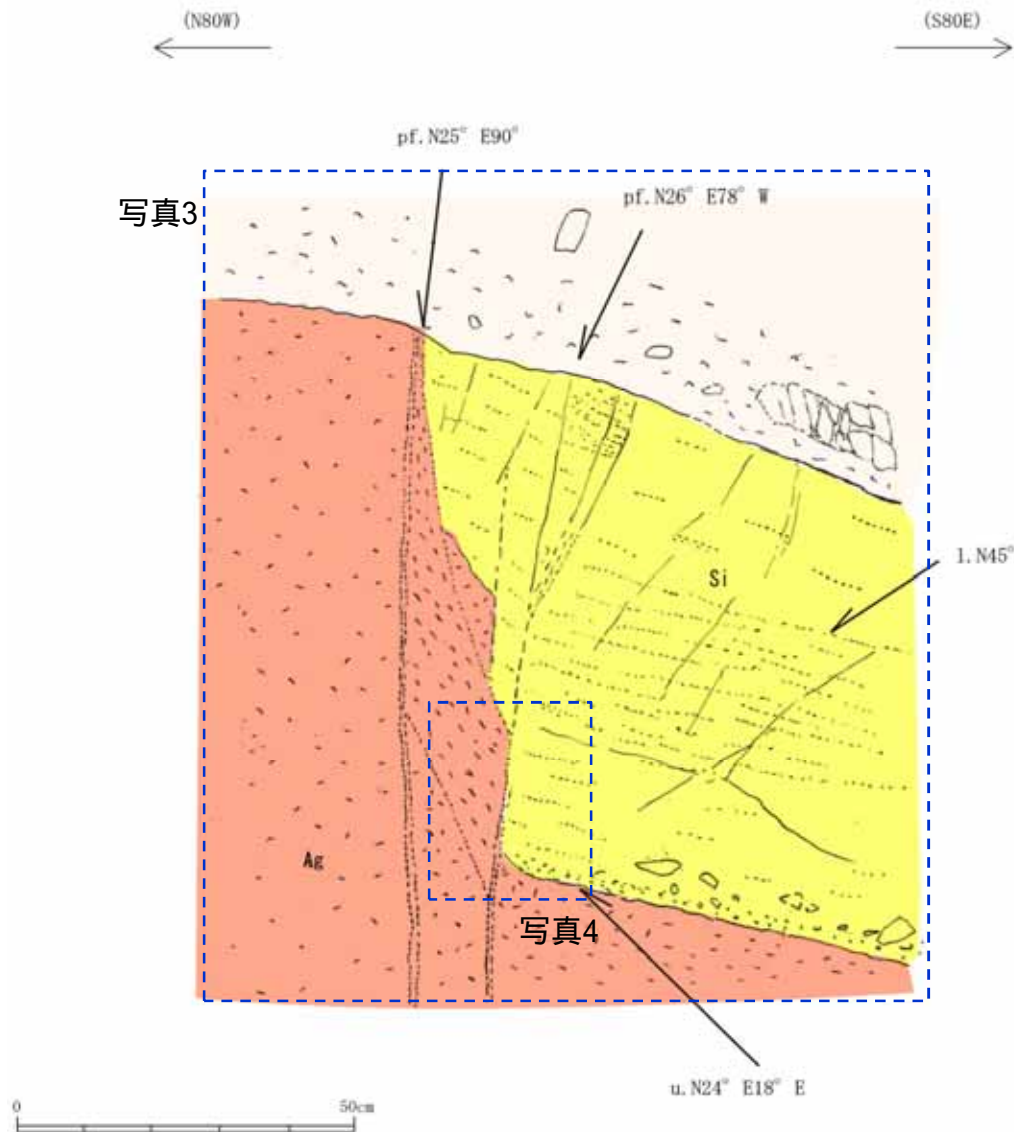 (N80W)
(S80E)
pf.N25° E90°
写真3
pf.N26° E78° W
Si
l.N45°
Ag
写真4
u.N24° E18° E
0
50cm